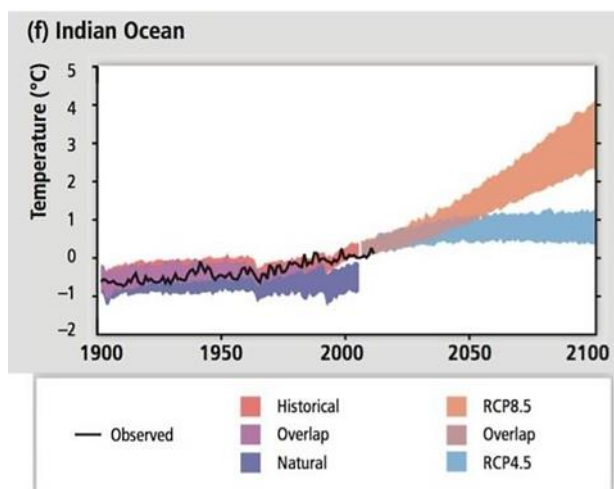 (f) Indian Ocean
Temperature (°C)
5
4
3
2
1
0
−1
−2
1900 1950 2000 2050 2100
Observed
Historical
Overlap
Natural
RCP8.5
Overlap
RCP4.5